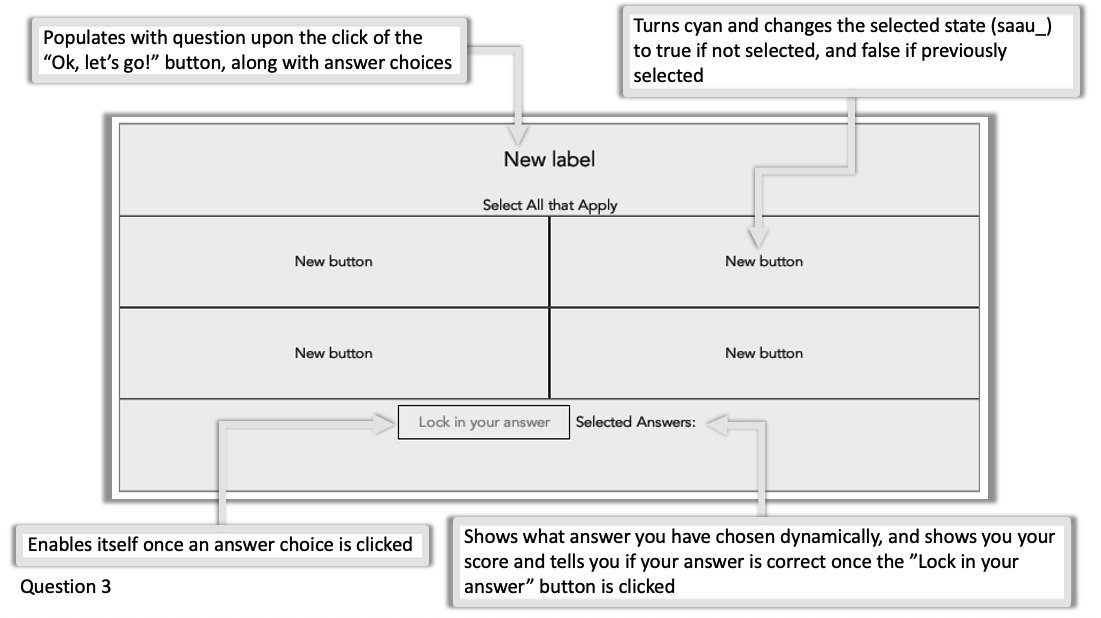 Populates with question upon the click of the
“Ok, let’s go!” button, along with answer choices
Turns cyan and changes the selected state (saau_)
to true if not selected, and false if previously
selected
New label
Select All that Apply
New button
New button
New button
New button
Lock in your answer
Selected Answers:
Enables itself once an answer choice is clicked
Shows what answer you have chosen dynamically, and shows you your
score and tells you if your answer is correct once the ”Lock in your
answer” button is clicked
Question 3